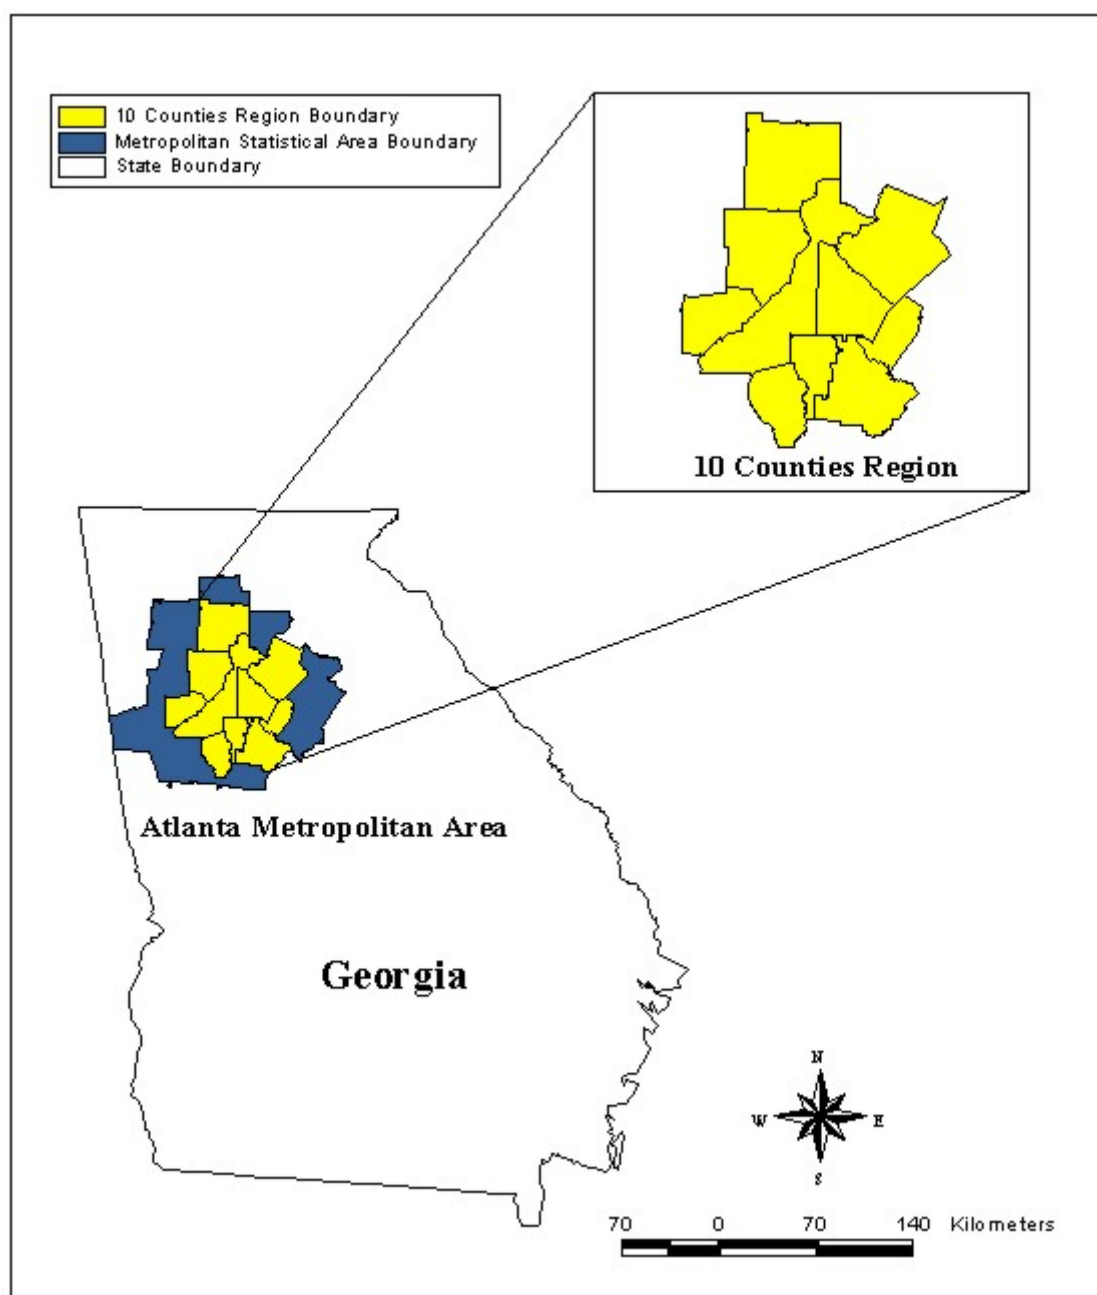 10 Counties Region Boundary
Metropolitan Statistical Area Boundary
State Boundary
10 Counties Region
Atlanta Metropolitan Area
Georgia
N
W E
S
70 0 70 140 Kilometers